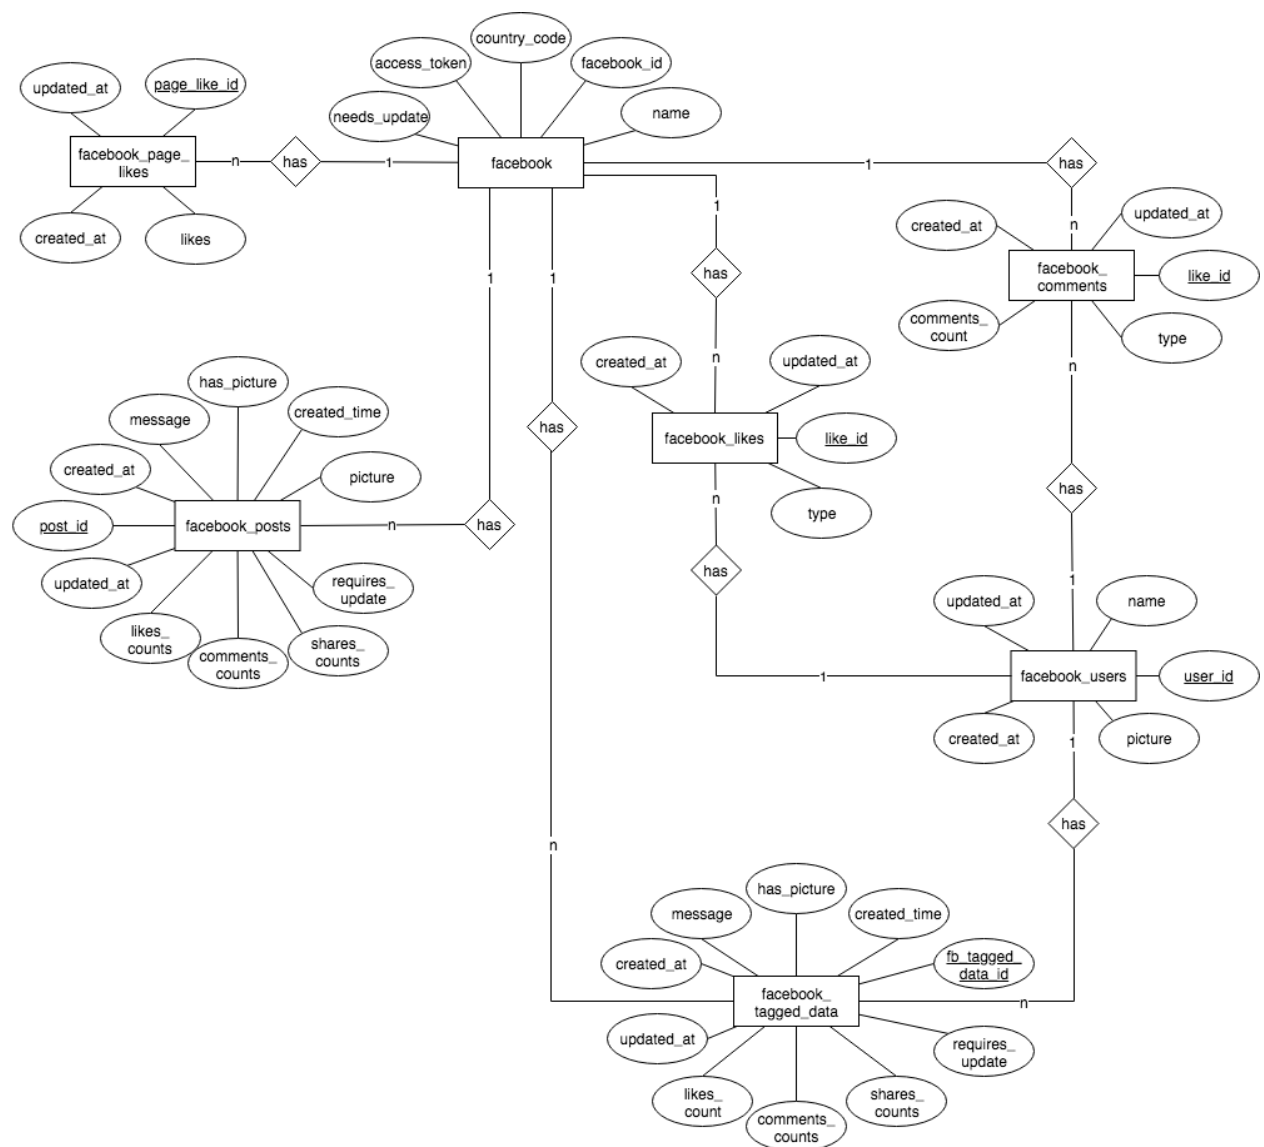 country_code
access_token
facebook_id
needs_update
name
facebook
updated_at
page_like_id
facebook_page_
likes
created_at
likes
n
has
1
1
has
n
created_at
updated_at
facebook_
comments
like_id
comments_
count
type
n
has
1
1
has
n
created_at
updated_at
facebook_likes
like_id
type
n
has
1
1
1
has
has
n
has_picture
message
created_time
created_at
picture
post_id
facebook_posts
updated_at
requires_
update
likes_
counts
comments_
counts
shares_
counts
updated_at
name
facebook_users
user_id
created_at
picture
1
has
n
n
has_picture
message
created_time
created_at
fb_tagged_
data_id
facebook_
tagged_data
updated_at
requires_
update
likes_
count
comments_
counts
shares_
counts